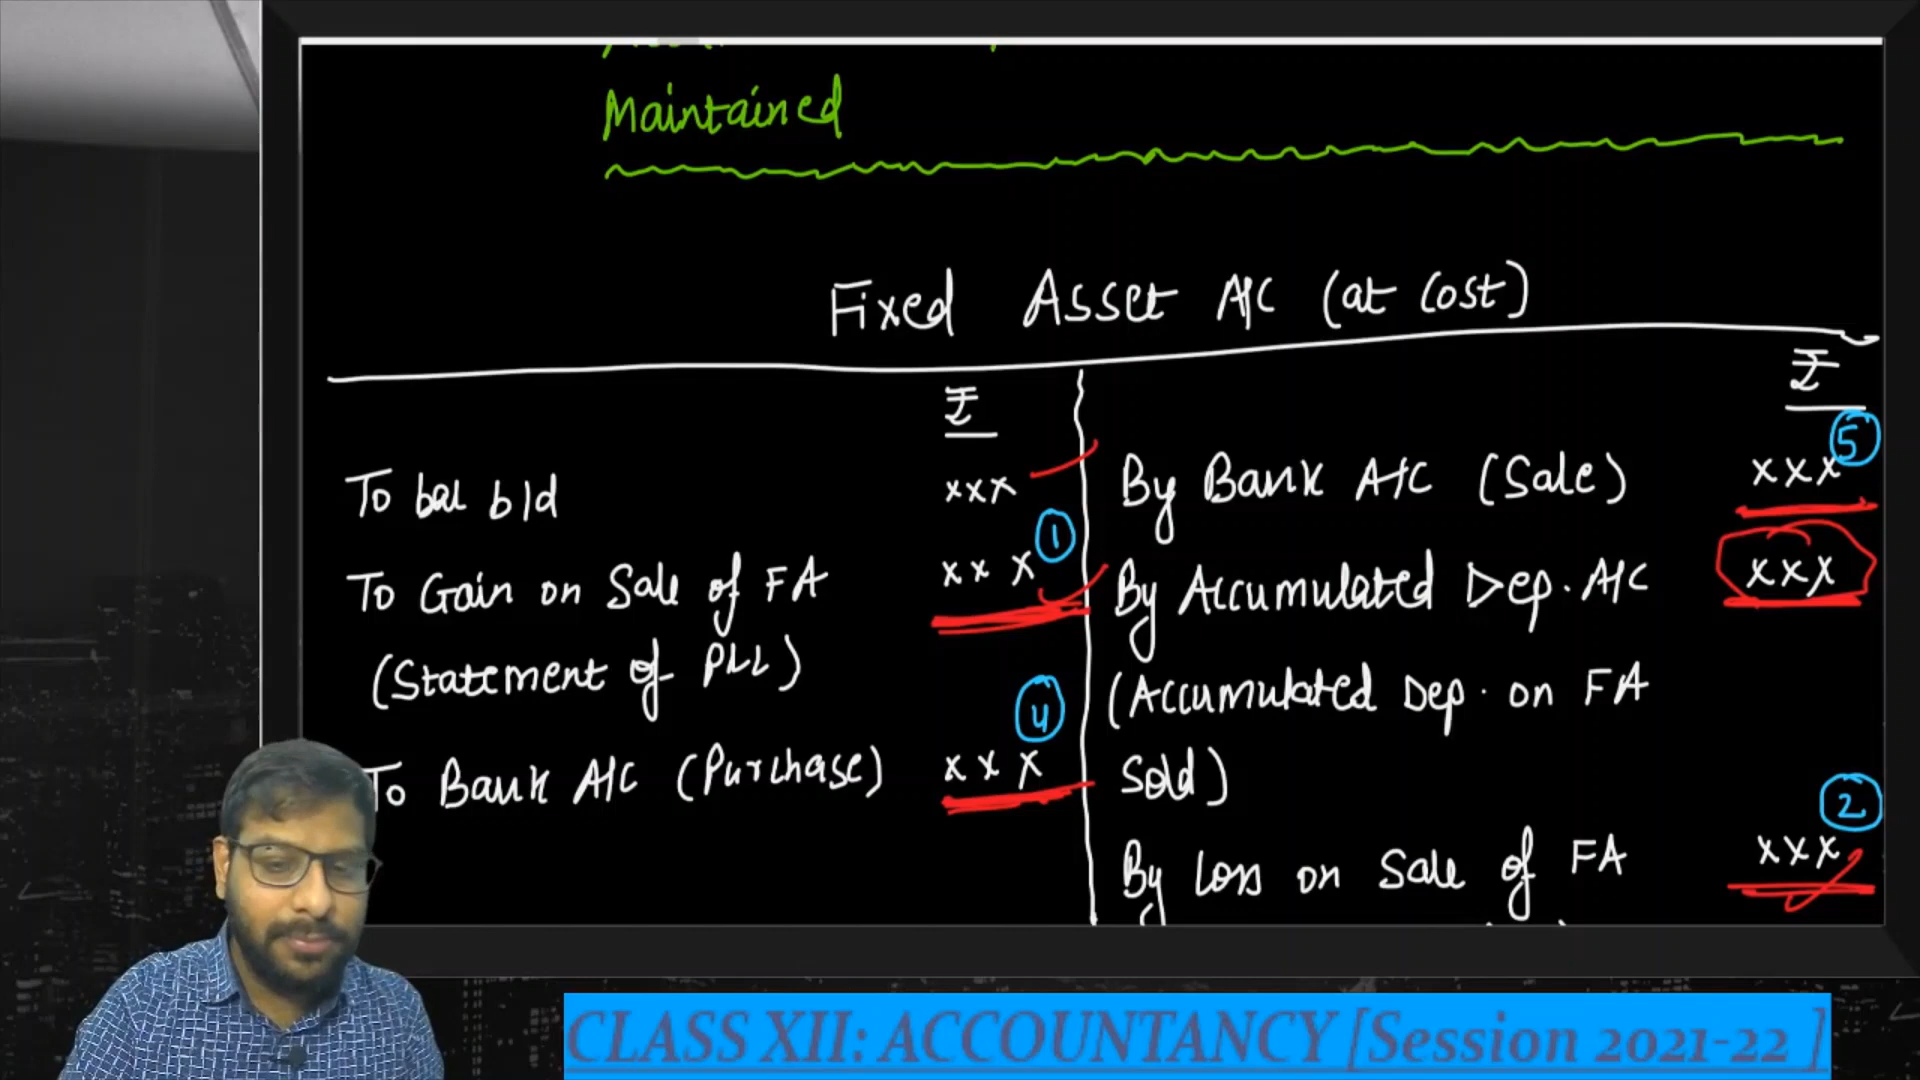 Maintained
Fixed Asset A/C (at Cost)
₹
₹
To bal b/d xxx
By Bank A/C (Sale) xxx 5
To Gain on Sale of FA xxx 1
(Statement of P&L)
By Accumulated Dep. A/C xxx
(Accumulated Dep. on FA
Sold)
To Bank A/C (Purchase) xxx 4
By Loss on Sale of FA xxx 2
CLASS XII: ACCOUNTANCY [Session 2021-22 ]